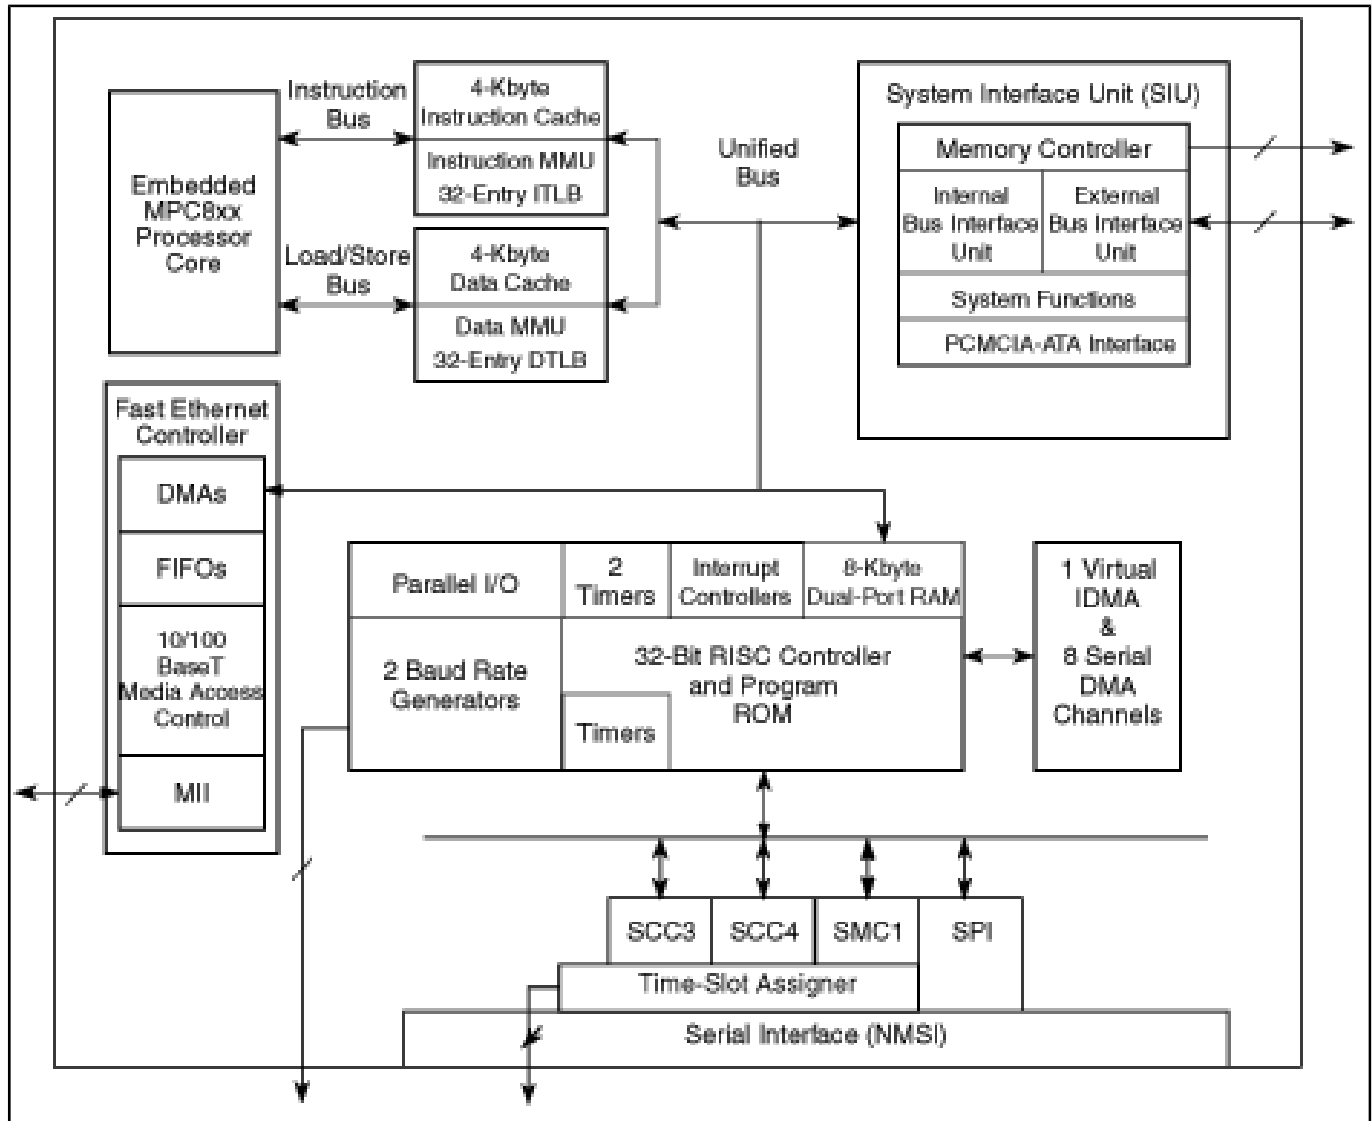 Instruction
Bus
4-Kbyte
Instruction Cache
Instruction MMU
32-Entry ITLB
Embedded
MPC8xx
Processor
Core
Load/Store
Bus
4-Kbyte
Data Cache
Data MMU
32-Entry DTLB
Unified
Bus
System Interface Unit (SIU)
Memory Controller
Internal
Bus Interface
Unit
External
Bus Interface
Unit
System Functions
PCMCIA-ATA Interface
Fast Ethernet
Controller
DMAs
FIFOs
10/100
BaseT
Media Access
Control
MII
Parallel I/O
2
Timers
Interrupt
Controllers
8-Kbyte
Dual-Port RAM
2 Baud Rate
Generators
32-Bit RISC Controller
and Program
ROM
Timers
1 Virtual
IDMA
&
8 Serial
DMA
Channels
SCC3
SCC4
SMC1
SPI
Time-Slot Assigner
Serial Interface (NMSI)